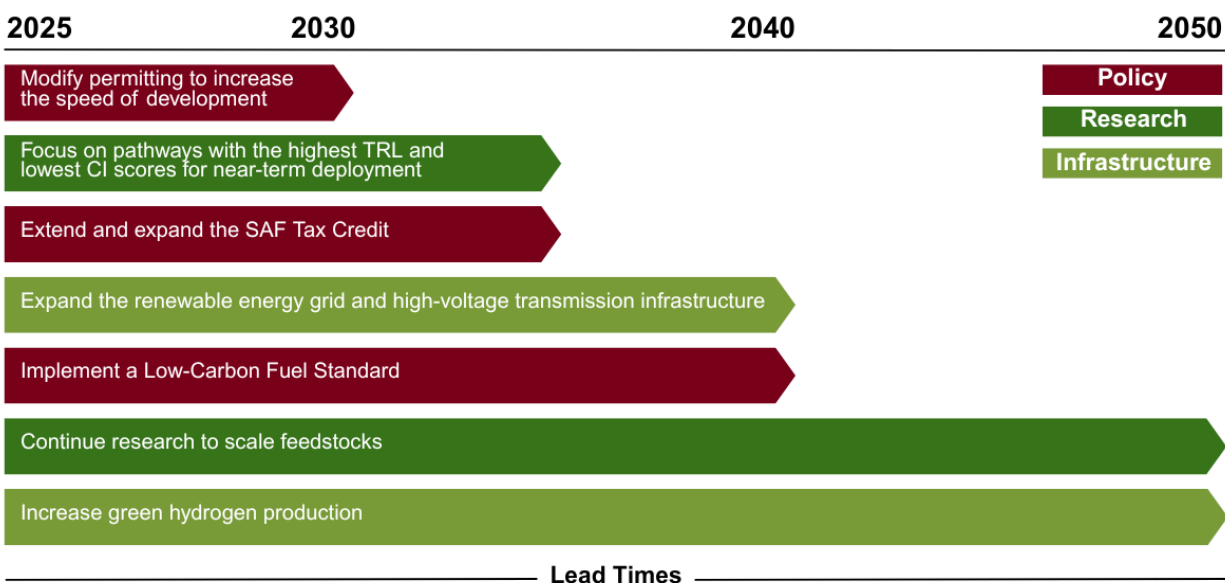 2025 2030 2040 2050
Modify permitting to increase
the speed of development
Policy
Research
Infrastructure
Focus on pathways with the highest TRL and
lowest CI scores for near-term deployment
Extend and expand the SAF Tax Credit
Expand the renewable energy grid and high-voltage transmission infrastructure
Implement a Low-Carbon Fuel Standard
Continue research to scale feedstocks
Increase green hydrogen production
Lead Times